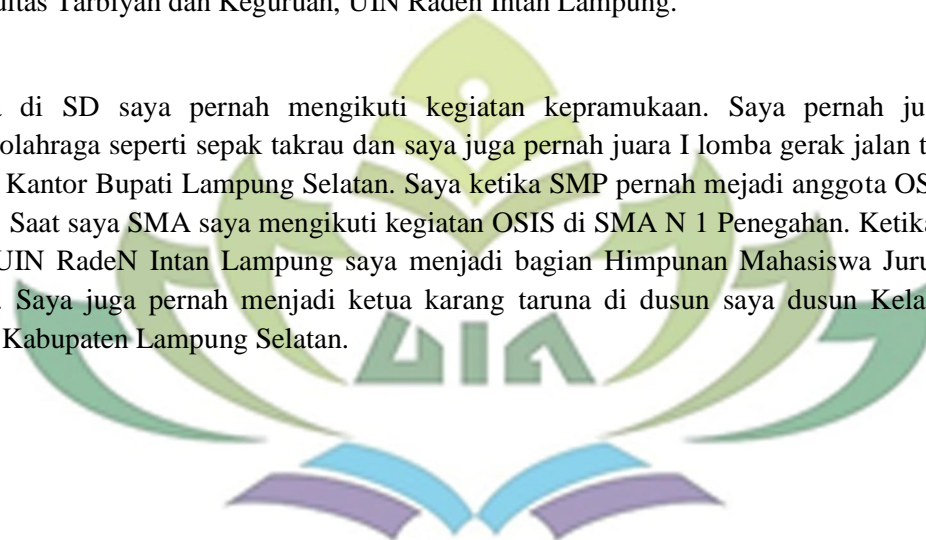 ultas Tarbiyah dan Keguruan, UIN Raden Intan Lampung.
di SD saya pernah mengikuti kegiatan kepramukaan. Saya pernah ju
olahraga seperti sepak takrau dan saya juga pernah juara I lomba gerak jalan t
Kantor Bupati Lampung Selatan. Saya ketika SMP pernah mejadi anggota OS
Saat saya SMA saya mengikuti kegiatan OSIS di SMA N 1 Penegahan. Ketika
UIN RadeN Intan Lampung saya menjadi bagian Himpunan Mahasiswa Juru
. Saya juga pernah menjadi ketua karang taruna di dusun saya dusun Kela
Kabupaten Lampung Selatan.
UIN